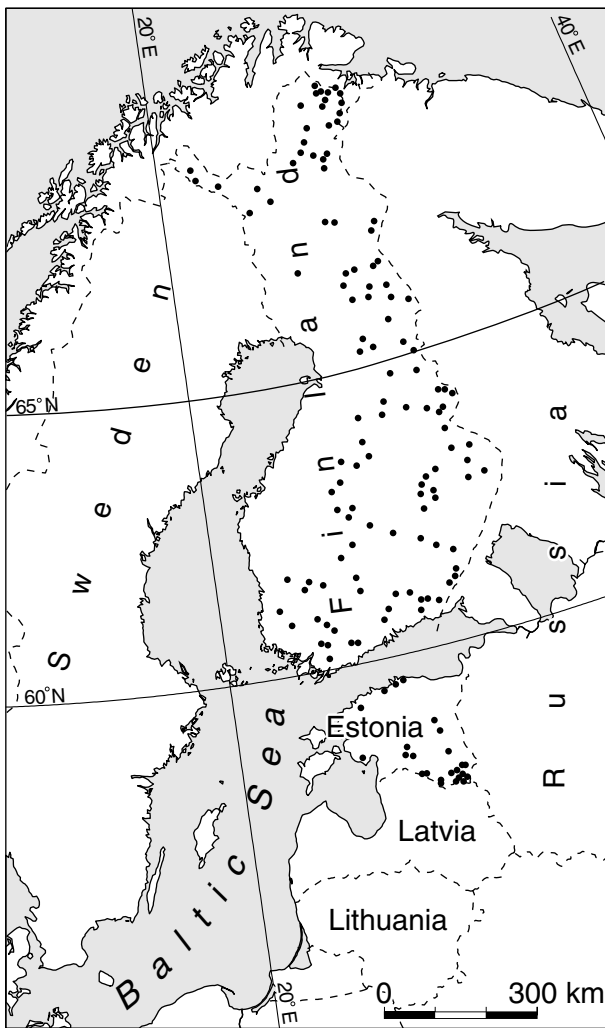 20°E
40°E
Sweden
Finland
Russia
65°N
60°N
Estonia
Latvia
Lithuania
Baltic Sea
20°E
0 300 km